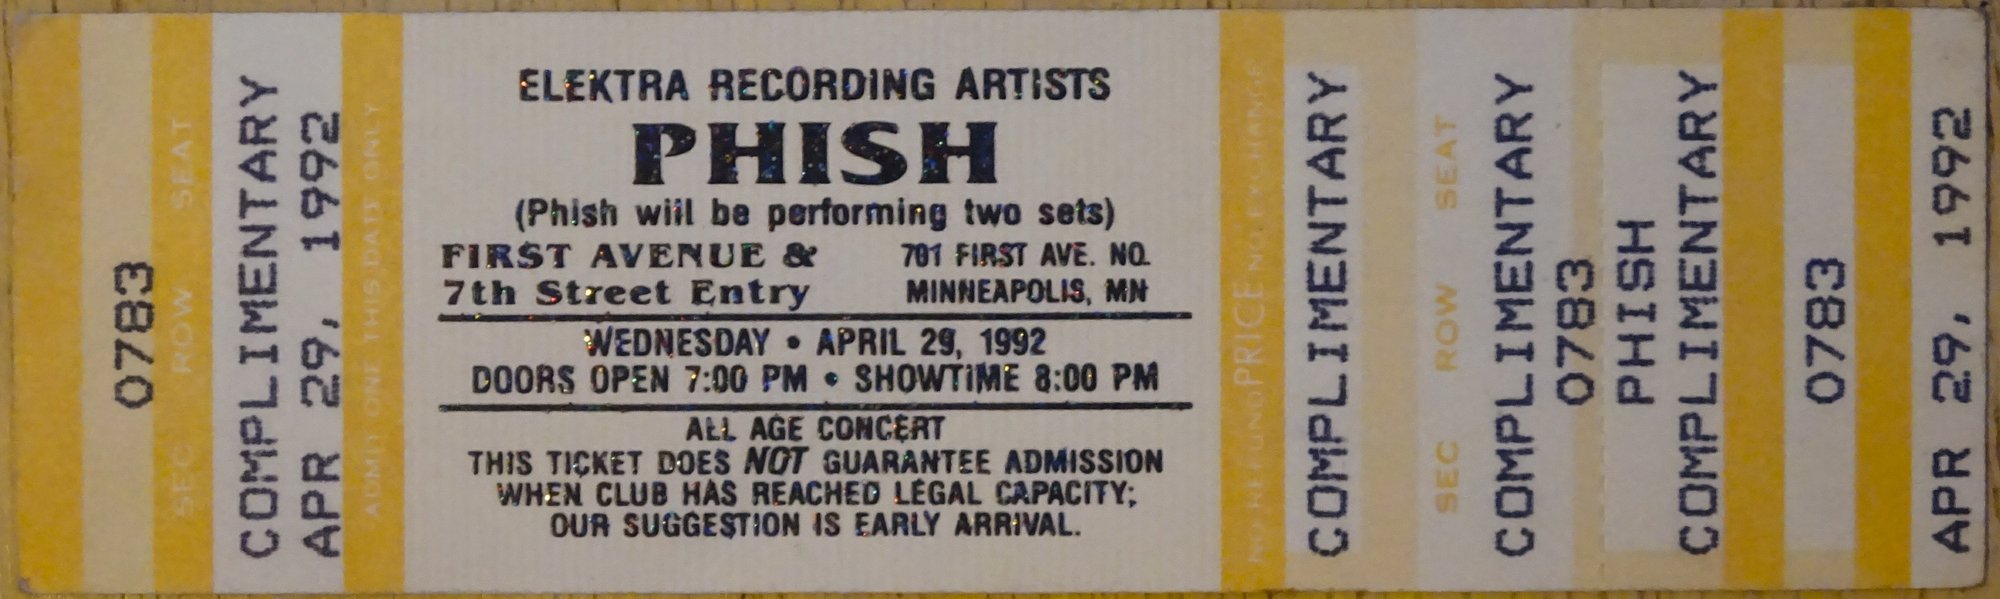 0783
SEC ROW SEAT
COMPLIMENTARY
APR 29, 1992
ADMIT ONE THIS DATE ONLY
ELEKTRA RECORDING ARTISTS
PHISH
(Phish will be performing two sets)
FIRST AVENUE &
7th Street Entry
701 FIRST AVE. NO.
MINNEAPOLIS, MN
WEDNESDAY • APRIL 29, 1992
DOORS OPEN 7:00 PM • SHOWTIME 8:00 PM
ALL AGE CONCERT
THIS TICKET DOES NOT GUARANTEE ADMISSION
WHEN CLUB HAS REACHED LEGAL CAPACITY;
OUR SUGGESTION IS EARLY ARRIVAL.
NO REFUND PRICE NO EXCHANGE
COMPLIMENTARY
SEC ROW SEAT
COMPLIMENTARY
0783
PHISH
COMPLIMENTARY
0783
APR 29, 1992